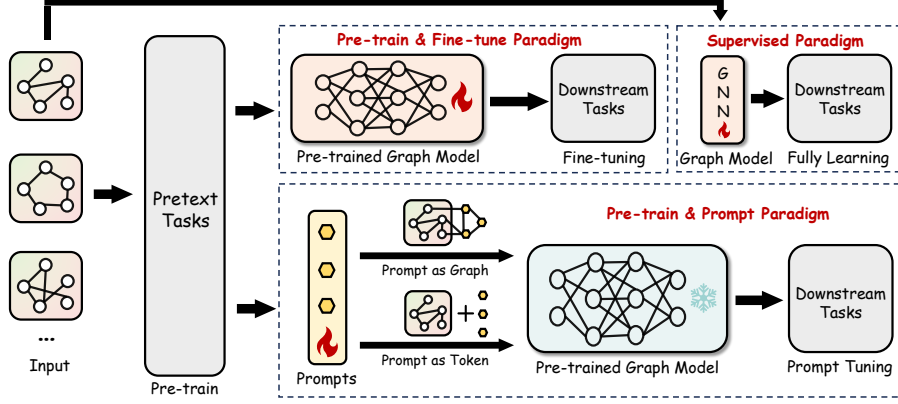 Pre-train & Fine-tune Paradigm
Supervised Paradigm
G
N
N
Downstream
Tasks
Downstream
Tasks
Pre-trained Graph Model
Fine-tuning
Graph Model
Fully Learning
Pretext
Tasks
Pre-train & Prompt Paradigm
Prompt as Graph
+
Downstream
Tasks
Prompt as Token
...
Input
Pre-train
Prompts
Pre-trained Graph Model
Prompt Tuning